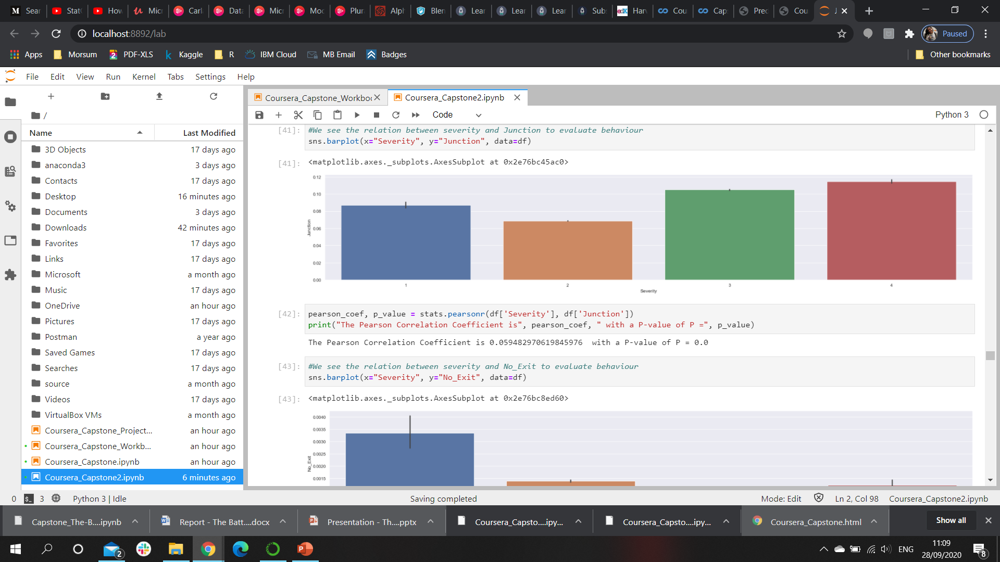 Sear
Stat
How
Micr
Carl
Data
Micr
Moc
Plur
Alph
Blen
Lear
Lear
Lear
Sub
Harv
Cou
Cap
Prec
Cou
localhost:8892/lab
Paused
Apps
Morsum
PDF-XLS
Kaggle
R
IBM Cloud
MB Email
Badges
Other bookmarks
File Edit View Run Kernel Tabs Settings Help
/
Name Last Modified
3D Objects 17 days ago
anaconda3 3 days ago
Contacts 17 days ago
Desktop 16 minutes ago
Documents 3 days ago
Downloads 42 minutes ago
Favorites 17 days ago
Links 17 days ago
Microsoft a month ago
Music 17 days ago
OneDrive an hour ago
Pictures 17 days ago
Postman a year ago
Saved Games 17 days ago
Searches 17 days ago
source a month ago
Videos 17 days ago
VirtualBox VMs a month ago
Coursera_Capstone_Project... an hour ago
Coursera_Capstone_Workb... an hour ago
Coursera_Capstone.ipynb an hour ago
Coursera_Capstone2.ipynb 6 minutes ago
Coursera_Capstone_Workboo
Coursera_Capstone2.ipynb
Code
Python 3
[41]: #We see the relation between severity and Junction to evaluate behaviour
sns.barplot(x="Severity", y="Junction", data=df)
[41]: <matplotlib.axes._subplots.AxesSubplot at 0x2e76bc45ac0>
0.12
0.10
0.08
0.06
0.04
0.02
0.00
Junction
1 2 3 4
Severity
[42]: pearson_coef, p_value = stats.pearsonr(df['Severity'], df['Junction'])
print("The Pearson Correlation Coefficient is", pearson_coef, " with a P-value of P =", p_value)
The Pearson Correlation Coefficient is 0.059482970619845976  with a P-value of P = 0.0
[43]: #We see the relation between severity and No_Exit to evaluate behaviour
sns.barplot(x="Severity", y="No_Exit", data=df)
[43]: <matplotlib.axes._subplots.AxesSubplot at 0x2e76bc8ed60>
0.0040
0.0035
0.0030
0.0025
0.0020
0.0015
No_Exit
0 3 Python 3 | Idle
Saving completed
Mode: Edit
Ln 2, Col 98
Coursera_Capstone2.ipynb
Capstone_The-B....ipynb
Report - The Batt....docx
Presentation - Th....pptx
Coursera_Capsto....ipy...
Coursera_Capsto....ipy...
Coursera_Capstone.html
Show all
2
ENG
11:09
28/09/2020
8